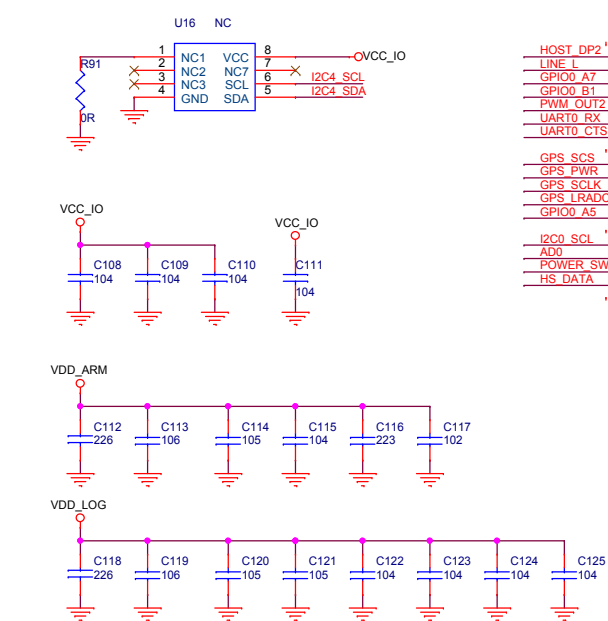 U16 NC
R91
0R
1 NC1 VCC 8 VCC_IO
2 NC2 NC7 7
3 NC3 SCL 6 I2C4_SCL
4 GND SDA 5 I2C4_SDA
HOST_DP2
LINE_L
GPIO0_A7
GPIO0_B1
PWM_OUT2
UART0_RX
UART0_CTS
GPS_SCS
GPS_PWR
GPS_SCLK
GPS_LRADC
GPIO0_A5
I2C0_SCL
AD0
POWER_SW
HS_DATA
VCC_IO VCC_IO
C108 C109 C110 C111
104 104 104 104
VDD_ARM
C112 C113 C114 C115 C116 C117
226 106 105 104 223 102
VDD_LOG
C118 C119 C120 C121 C122 C123 C124 C125
226 106 105 105 104 104 104 104